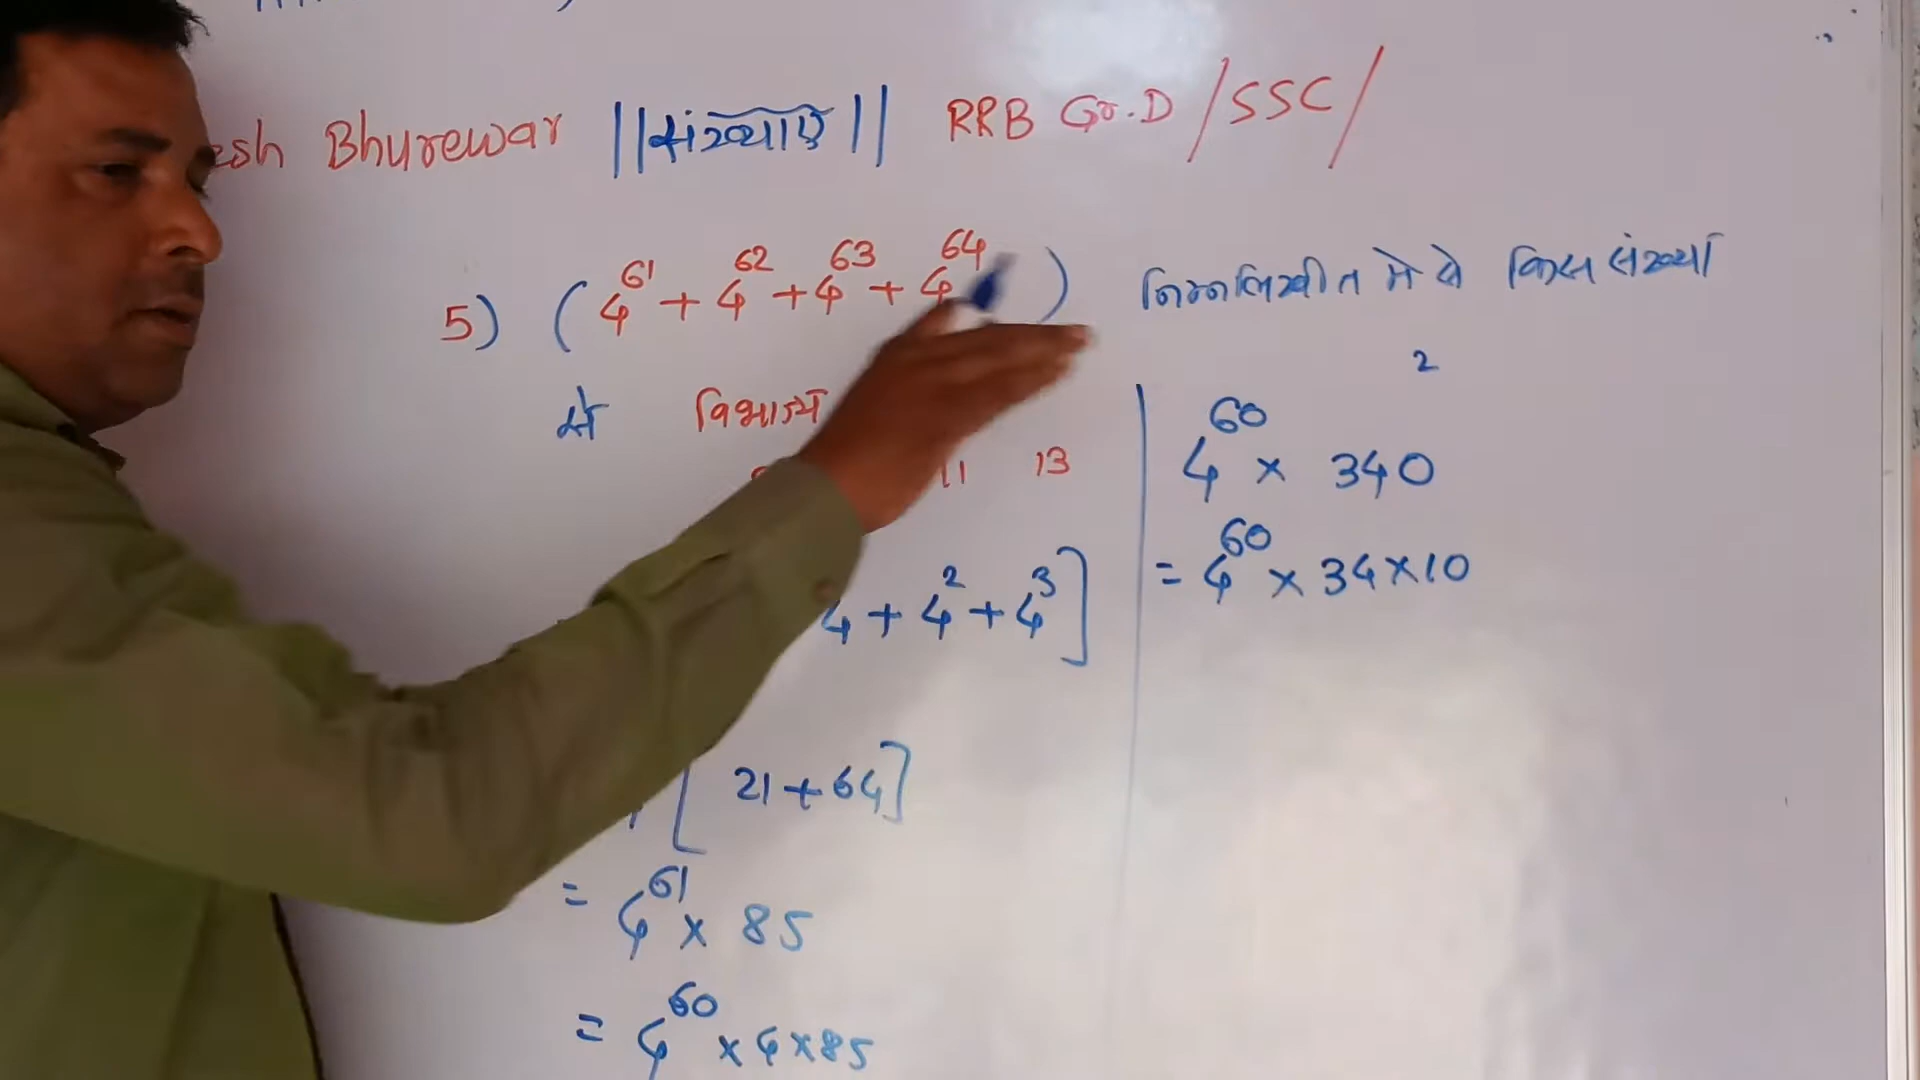 Bhurewar ||संख्याएँ|| RRB Gr.D /SSC/
5) (4^61 + 4^62 + 4^63 + 4^64 ) निम्नलिखीत मे से किस संख्या
से विभाज्य
11 13
4 + 4^2 + 4^3]
[ 21+64]
= 4^61 × 85
= 4^60 × 4×85
2
4^60 × 340
= 4^60 × 34×10